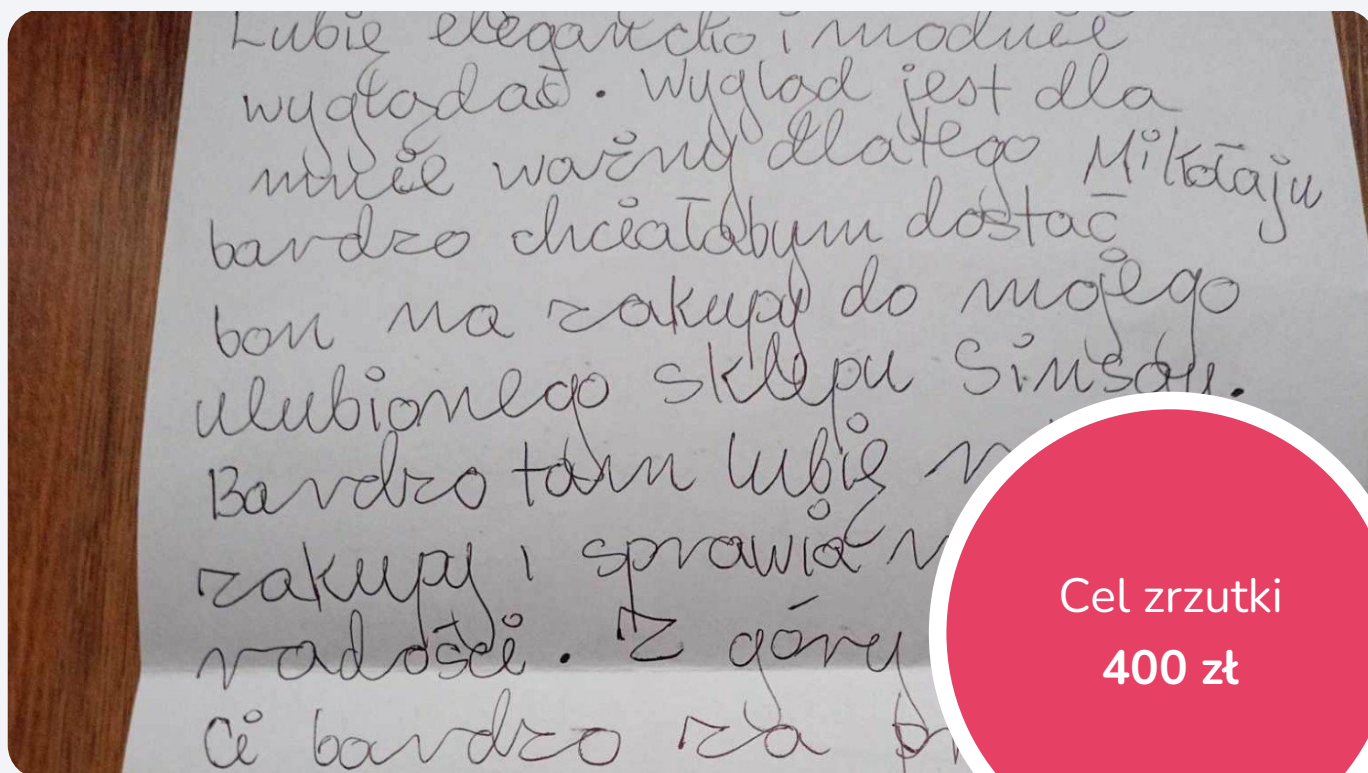 Lubię elegancko i modnie
wyglądać. Wygląd jest dla
mnie ważny dlatego Mikołaju
bardzo chciałabym dostać
bon na zakupy do mojego
ulubionego sklepu Sinsay.
Bardzo tam lubię
zakupy i sprawia
radości. Z góry
Ci bardzo za
Cel zrzutki
400 zł